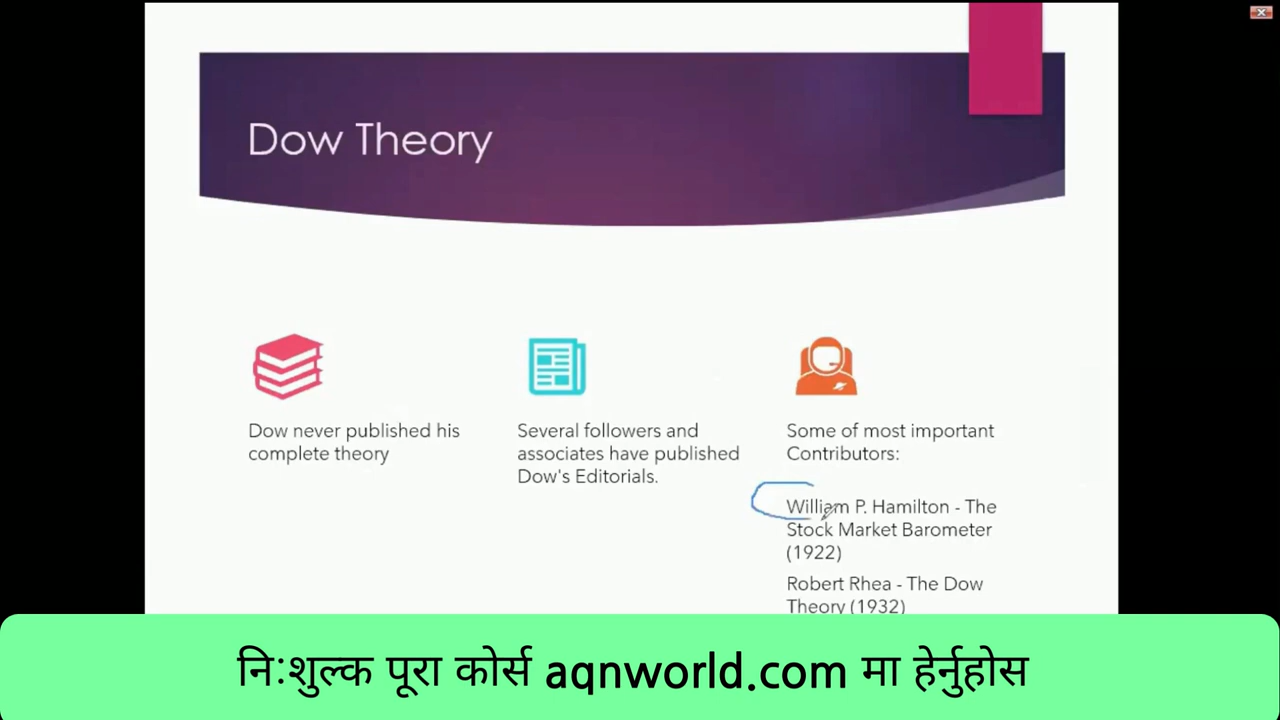 Dow Theory
Dow never published his
complete theory
Several followers and
associates have published
Dow's Editorials.
Some of most important
Contributors:
William P. Hamilton - The
Stock Market Barometer
(1922)
Robert Rhea - The Dow
Theory (1932)
नि:शुल्क पूरा कोर्स aqnworld.com मा हेर्नुहोस